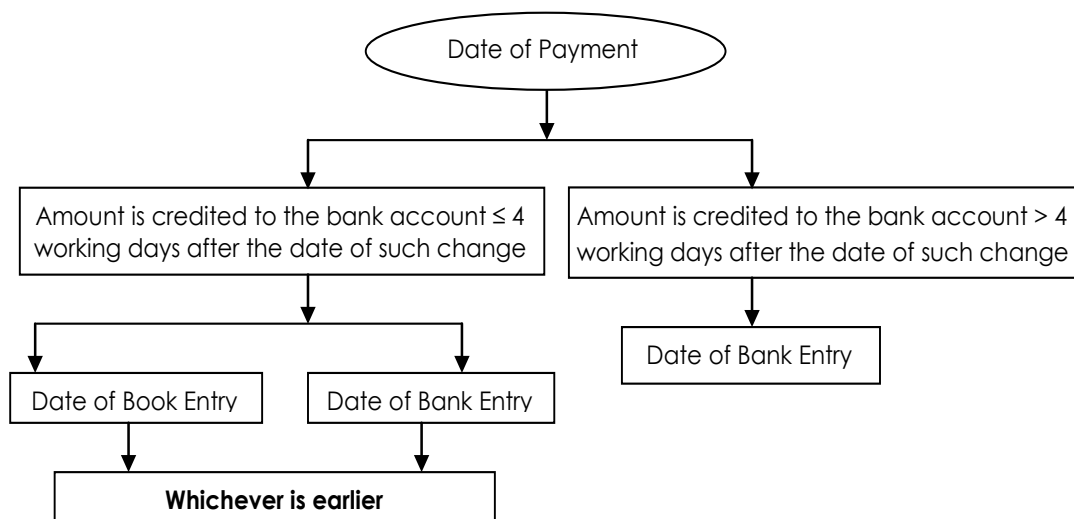 Date of Payment
Amount is credited to the bank account ≤ 4
working days after the date of such change
Amount is credited to the bank account > 4
working days after the date of such change
Date of Bank Entry
Date of Book Entry
Date of Bank Entry
Whichever is earlier